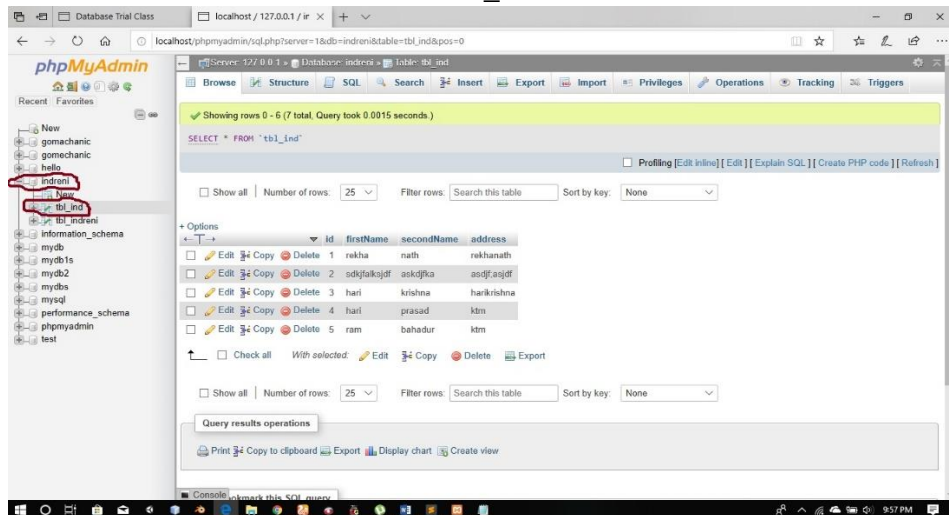 Database Trial Class
localhost / 127.0.0.1 / ir
localhost/phpmyadmin/sql.php?server=1&db=indreni&table=tbl_ind&pos=0
phpMyAdmin
Recent Favorites
New
gomachanic
gomechanic
hello
indreni
New
tbl_ind
tbl_indreni
information_schema
mydb
mydb1s
mydb2
mydbs
mysql
performance_schema
phpmyadmin
test
Server: 127.0.0.1 » Database: indreni » Table: tbl_ind
Browse Structure SQL Search Insert Export Import Privileges Operations Tracking Triggers
Showing rows 0 - 6 (7 total, Query took 0.0015 seconds.)
SELECT * FROM `tbl_ind`
Profiling [Edit inline] [ Edit ] [ Explain SQL ] [ Create PHP code ] [ Refresh ]
Show all | Number of rows: 25 Filter rows: Search this table Sort by key: None
+ Options
←T→ id firstName secondName address
Edit Copy Delete 1 rekha nath rekhanath
Edit Copy Delete 2 askdjfka
Edit Copy Delete 3 hari krishna harikrishna
Edit Copy Delete 4 hari prasad ktm
Edit Copy Delete 5 ram bahadur ktm
Check all With selected: Edit Copy Delete Export
Show all | Number of rows: 25 Filter rows: Search this table Sort by key: None
Query results operations
Print Copy to clipboard Export Display chart Create view
Console
this SQL query
9:57 PM